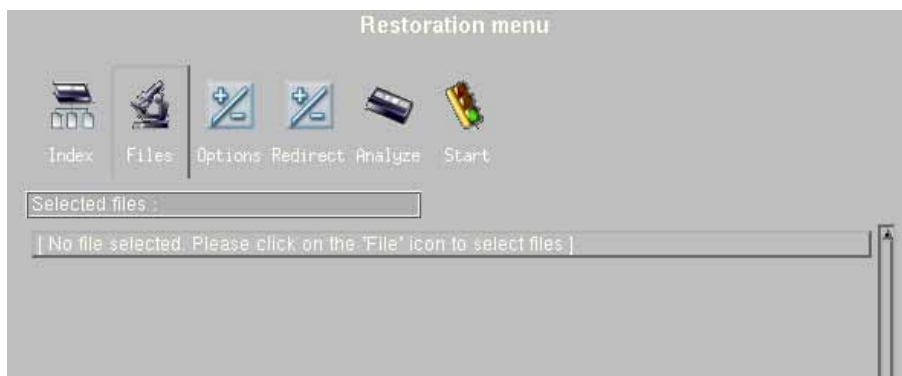 Restoration menu
Index Files Options Redirect Analyze Start
Selected files :
[ No file selected. Please click on the "File" icon to select files ]